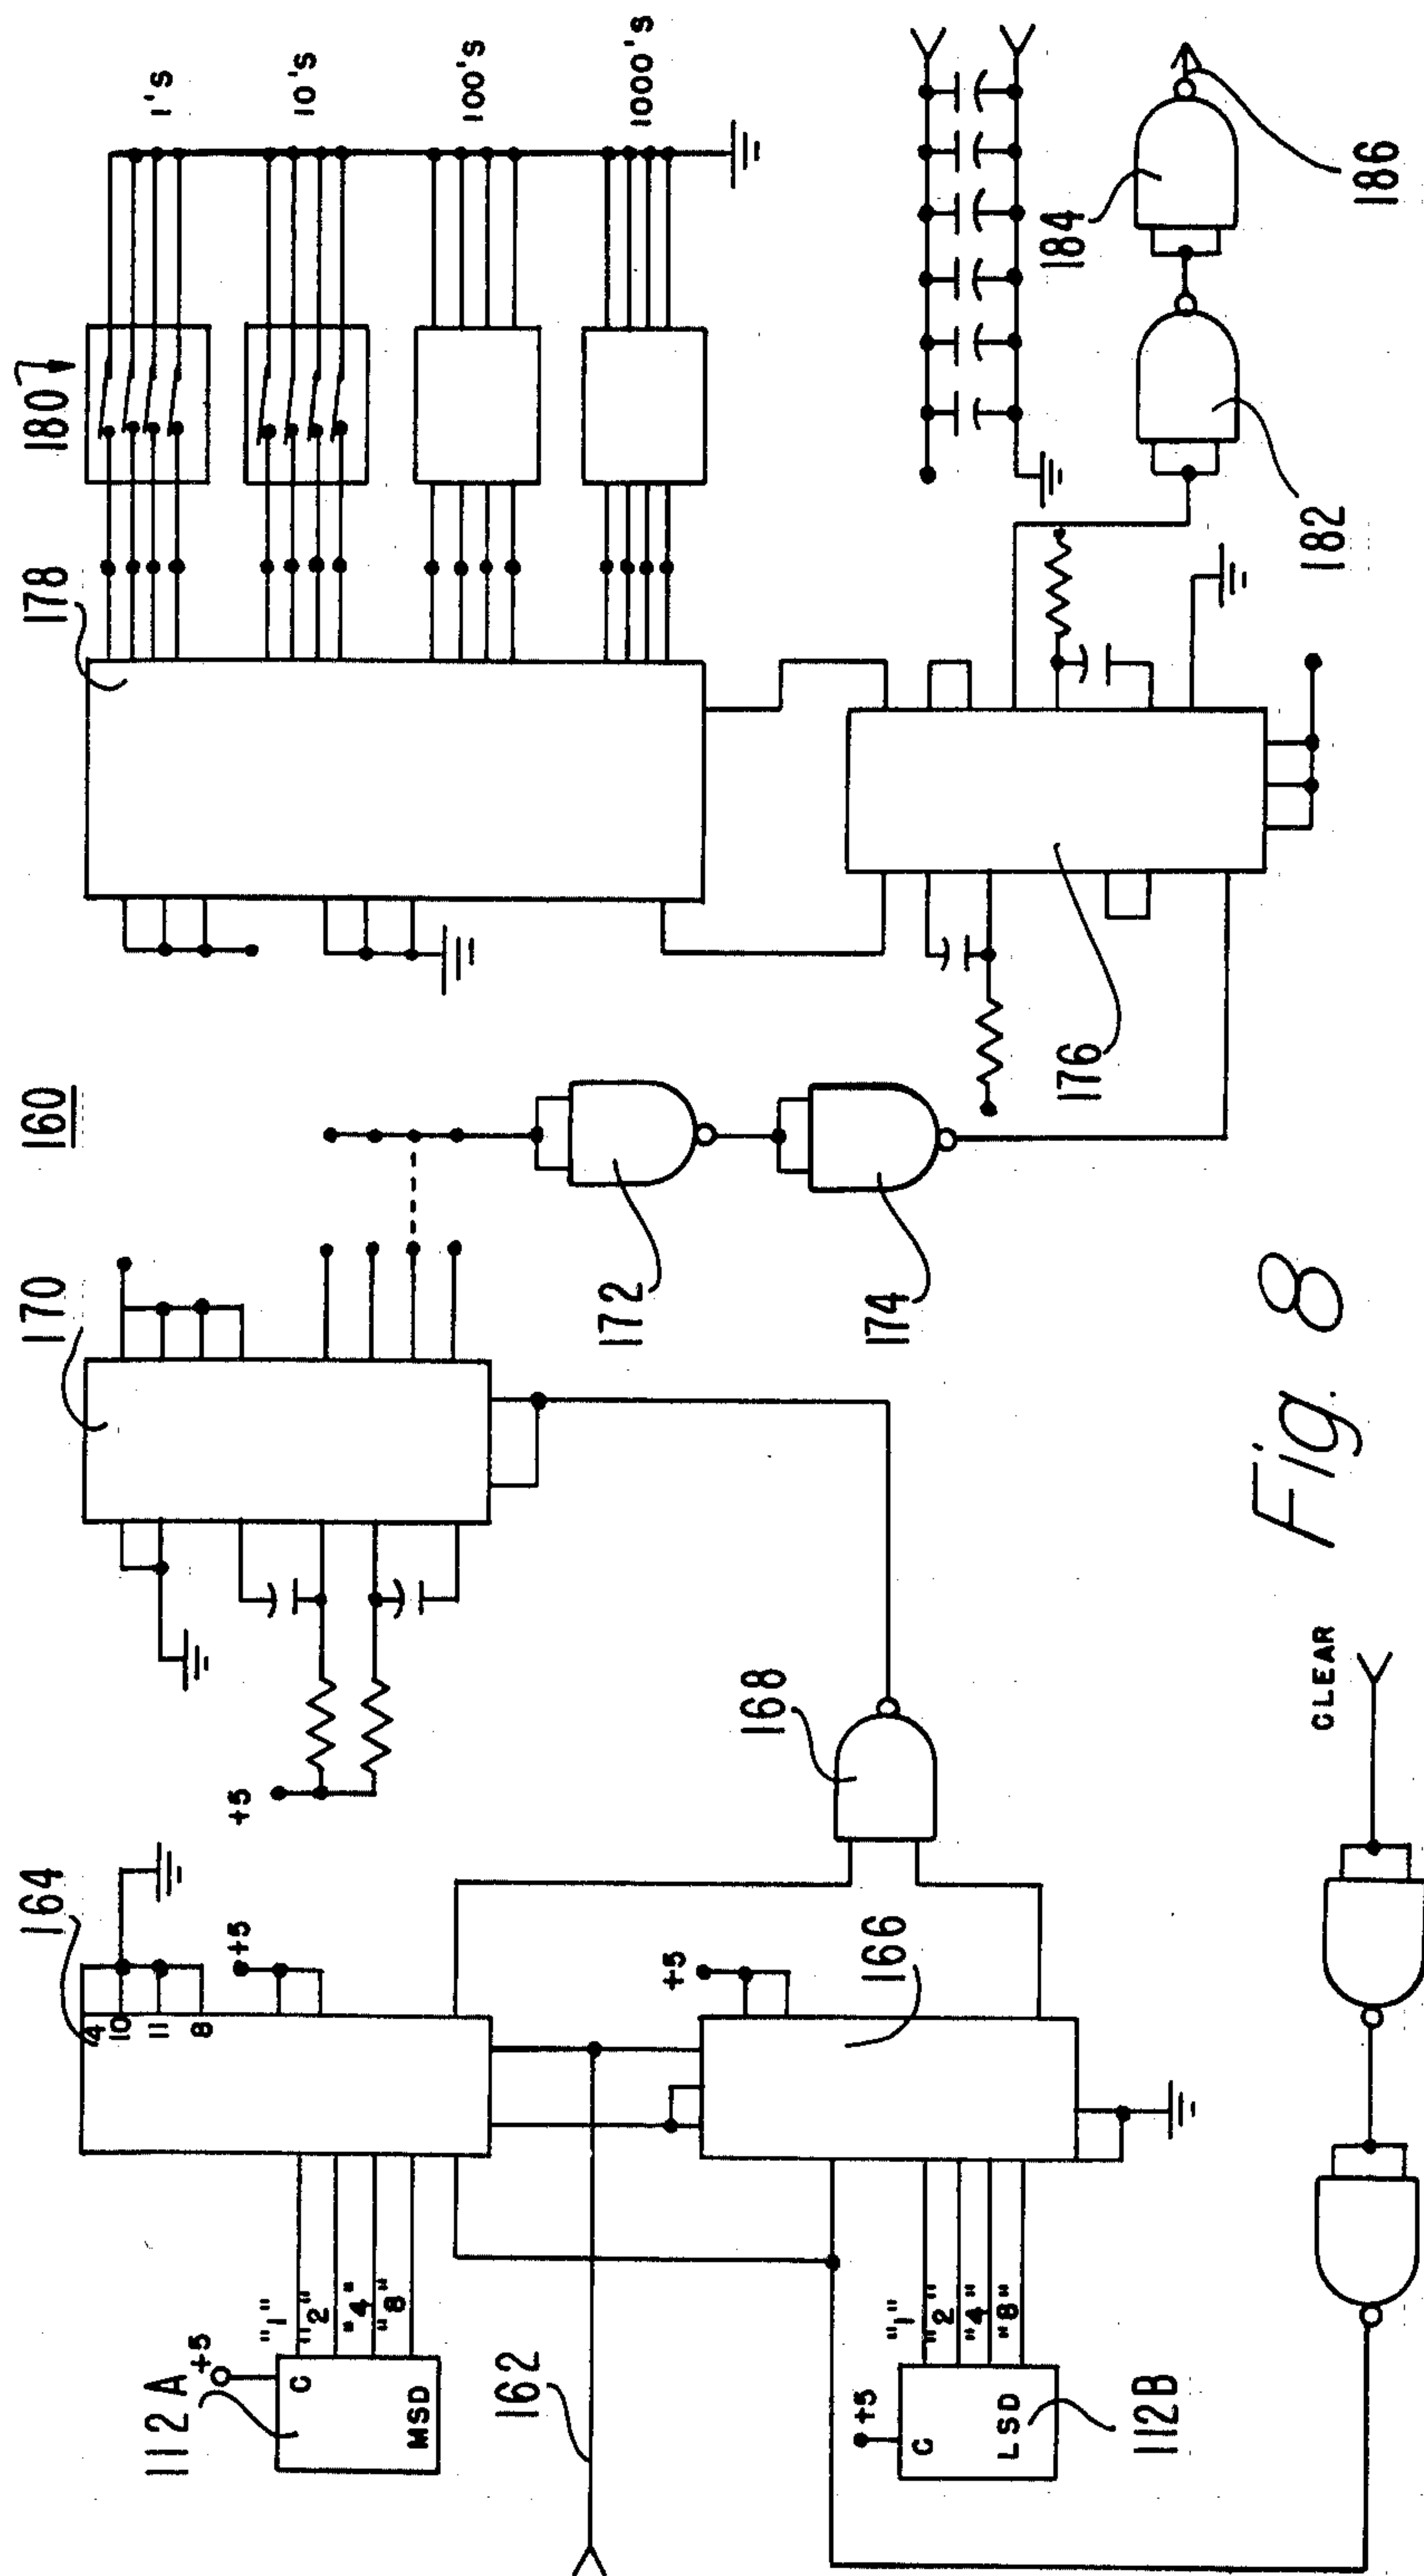 160
164
4
10
11
8
+5
112 A
+5
C
MSD
"1"
"2"
"4"
"8"
162
+5
166
+5
C
LSD
112B
"1"
"2"
"4"
"8"
168
CLEAR
170
+5
172
174
176
178
180
1's
10's
100's
1000's
182
184
186
Fig. 8